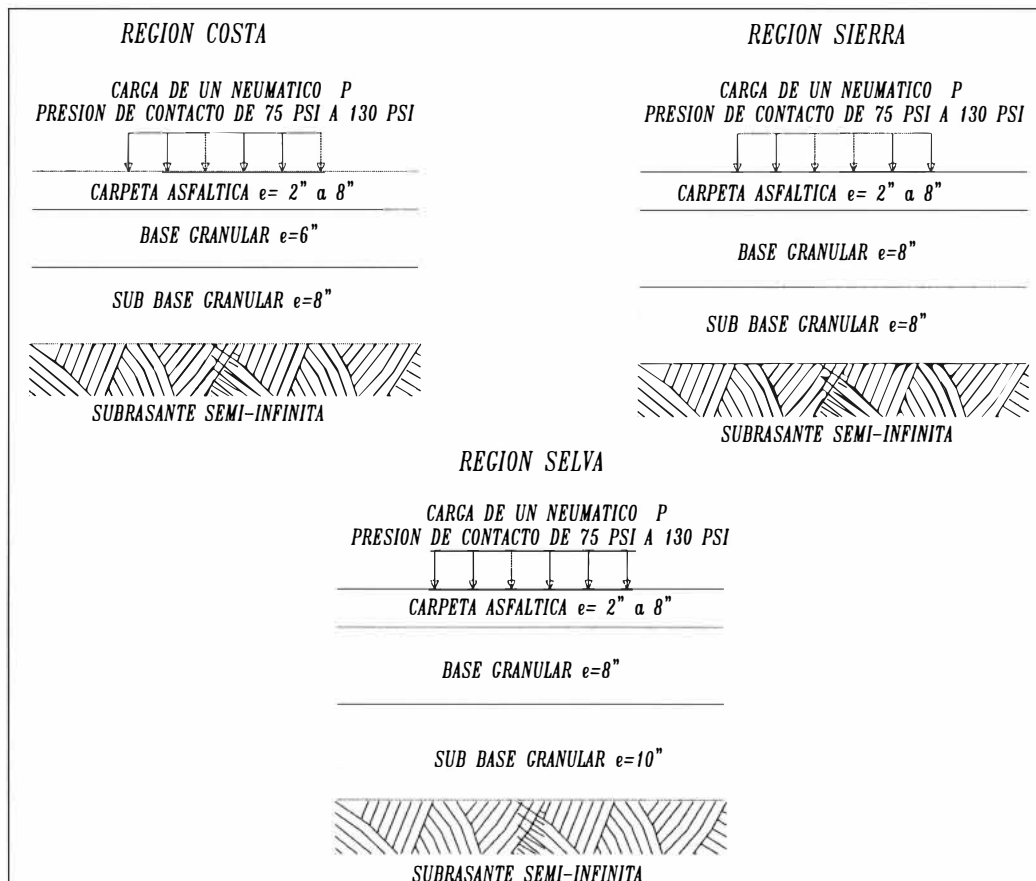 REGION COSTA
CARGA DE UN NEUMATICO P
PRESION DE CONTACTO DE 75 PSI A 130 PSI
CARPETA ASFALTICA e= 2" a 8"
BASE GRANULAR e=6"
SUB BASE GRANULAR e=8"
SUBRASANTE SEMI-INFINITA
REGION SIERRA
CARGA DE UN NEUMATICO P
PRESION DE CONTACTO DE 75 PSI A 130 PSI
CARPETA ASFALTICA e= 2" a 8"
BASE GRANULAR e=8"
SUB BASE GRANULAR e=8"
SUBRASANTE SEMI-INFINITA
REGION SELVA
CARGA DE UN NEUMATICO P
PRESION DE CONTACTO DE 75 PSI A 130 PSI
CARPETA ASFALTICA e= 2" a 8"
BASE GRANULAR e=8"
SUB BASE GRANULAR e=10"
SUBRASANTE SEMI-INFINITA